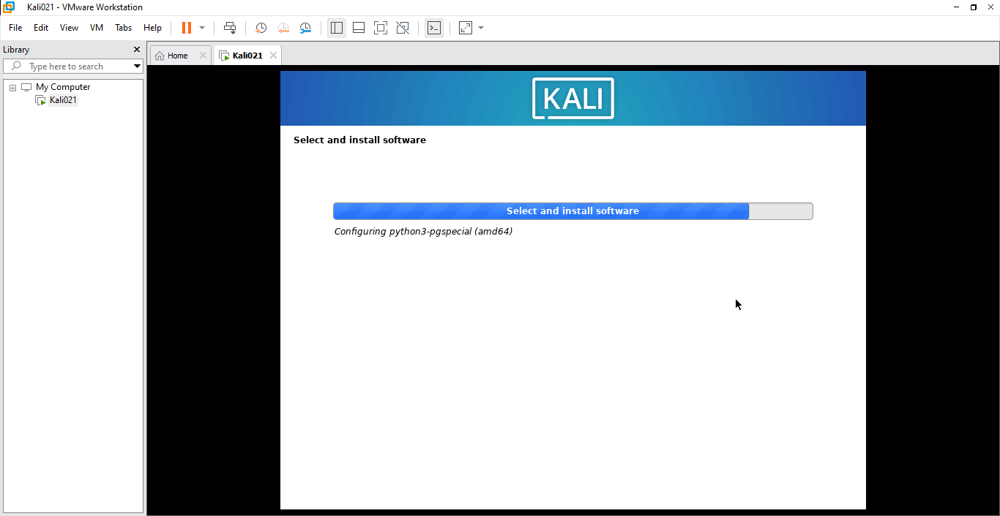 Kali021 - VMware Workstation
File Edit View VM Tabs Help
Library
Type here to search
My Computer
Kali021
Home
Kali021
KALI
Select and install software
Select and install software
Configuring python3-pgspecial (amd64)